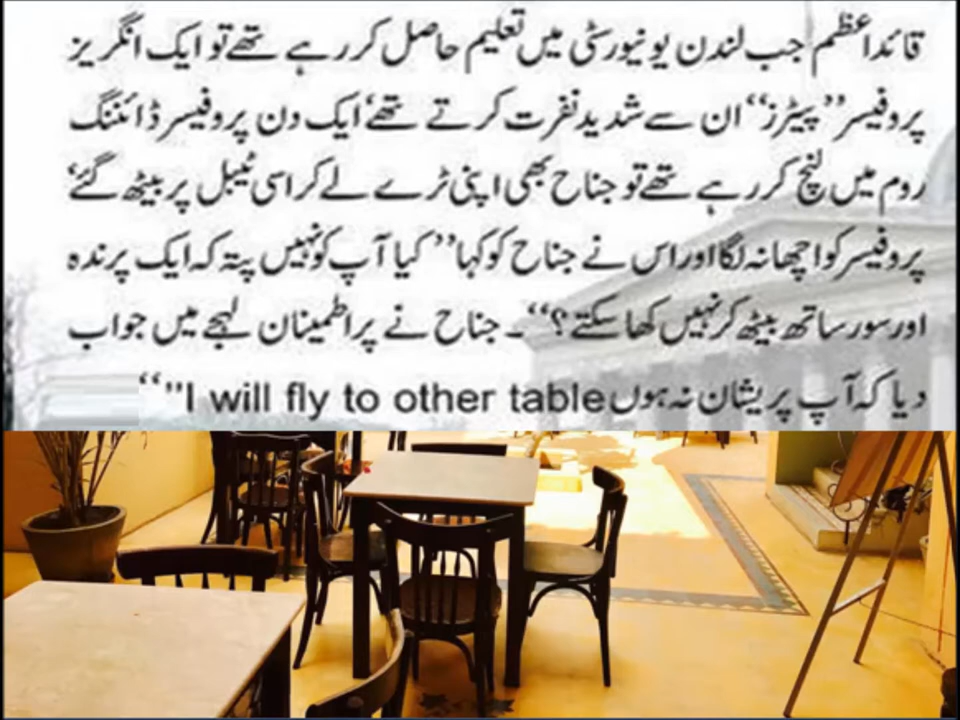 قائداعظم جب لندن یونیورسٹی میں تعلیم حاصل کر رہے تھے تو ایک انگریز
پروفیسر ”پیٹرز“ ان سے شدید نفرت کرتے تھے‘ ایک دن پروفیسر ڈائننگ
روم میں لنچ کر رہے تھے تو جناح بھی اپنی ٹرے لے کر اسی ٹیبل پر بیٹھ گئے‘
پروفیسر کو اچھا نہ لگا اور اس نے جناح کو کہا ”کیا آپ کو نہیں پتہ کہ ایک پرندہ
اور سور ساتھ بیٹھ کر نہیں کھا سکتے؟“۔ جناح نے پر اطمینان لہجے میں جواب
دیا کہ آپ پریشان نہ ہوں I will fly to other table"“